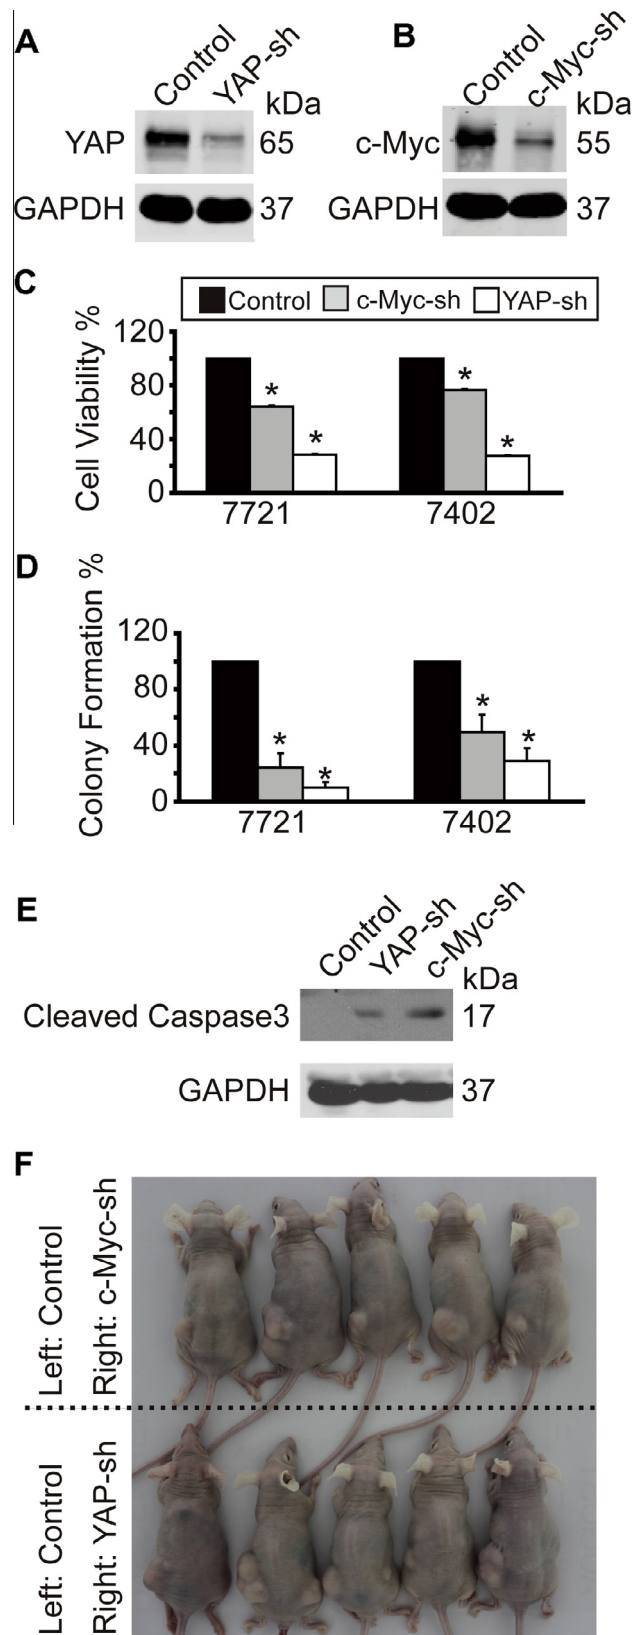 A
Control
YAP-sh
kDa
YAP
65
GAPDH
37
B
Control
c-Myc-sh
kDa
c-Myc
55
GAPDH
37
C
Control
c-Myc-sh
YAP-sh
Cell Viability %
120
80
40
0
*
*
*
*
7721
7402
D
Colony Formation %
120
80
40
0
*
*
*
*
7721
7402
E
Control
YAP-sh
c-Myc-sh
kDa
Cleaved Caspase3
17
GAPDH
37
F
Left: Control
Right: c-Myc-sh
Left: Control
Right: YAP-sh